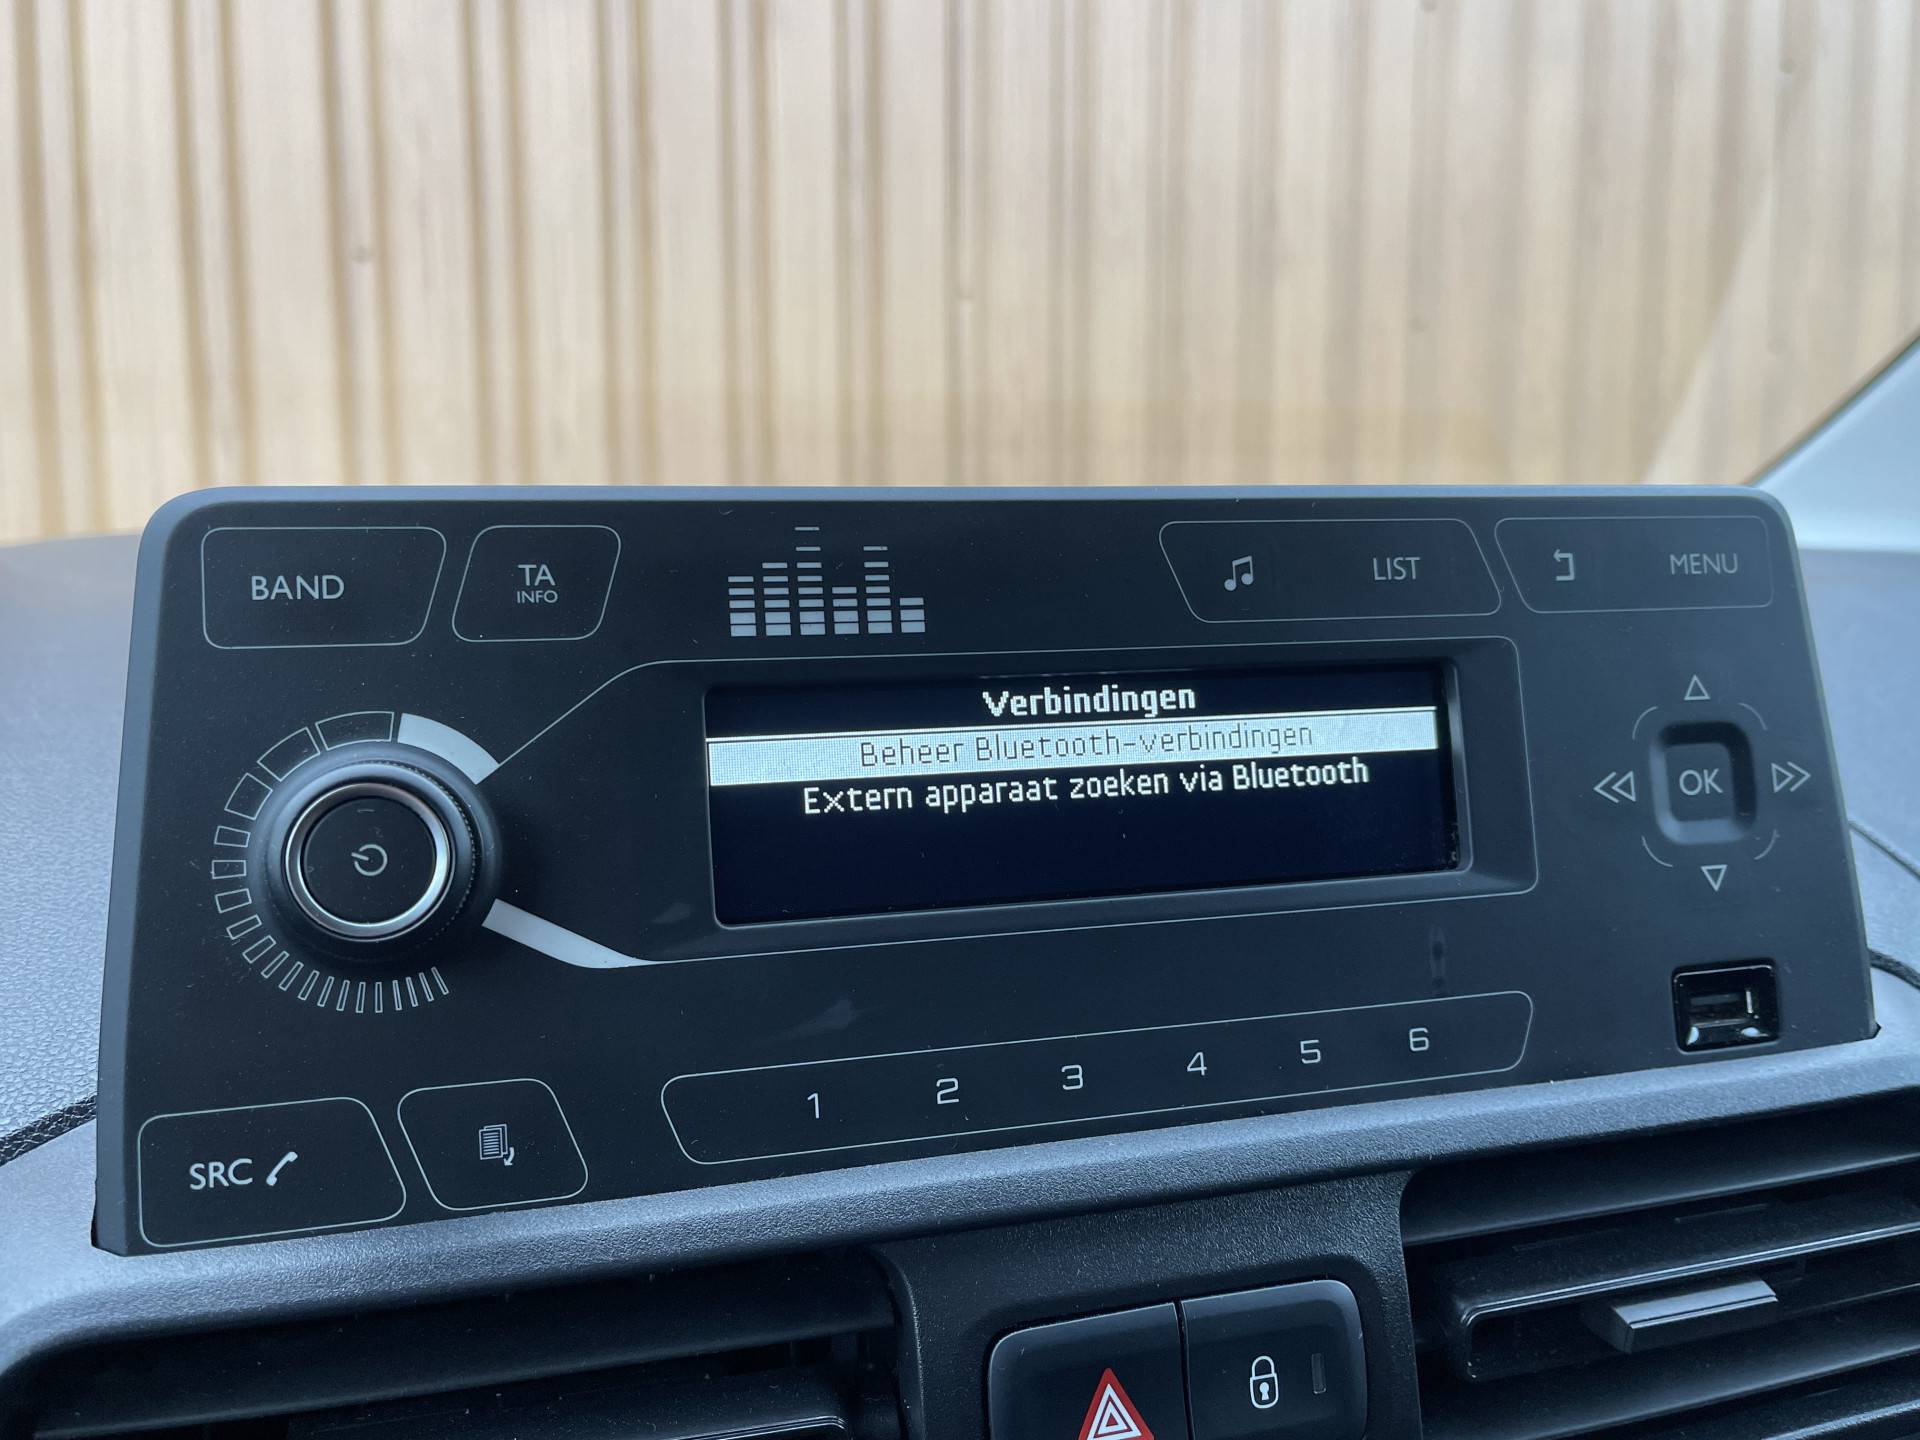 BAND
TA
INFO
LIST
MENU
Verbindingen
Beheer Bluetooth-verbindingen
Extern apparaat zoeken via Bluetooth
OK
1 2 3 4 5 6
SRC